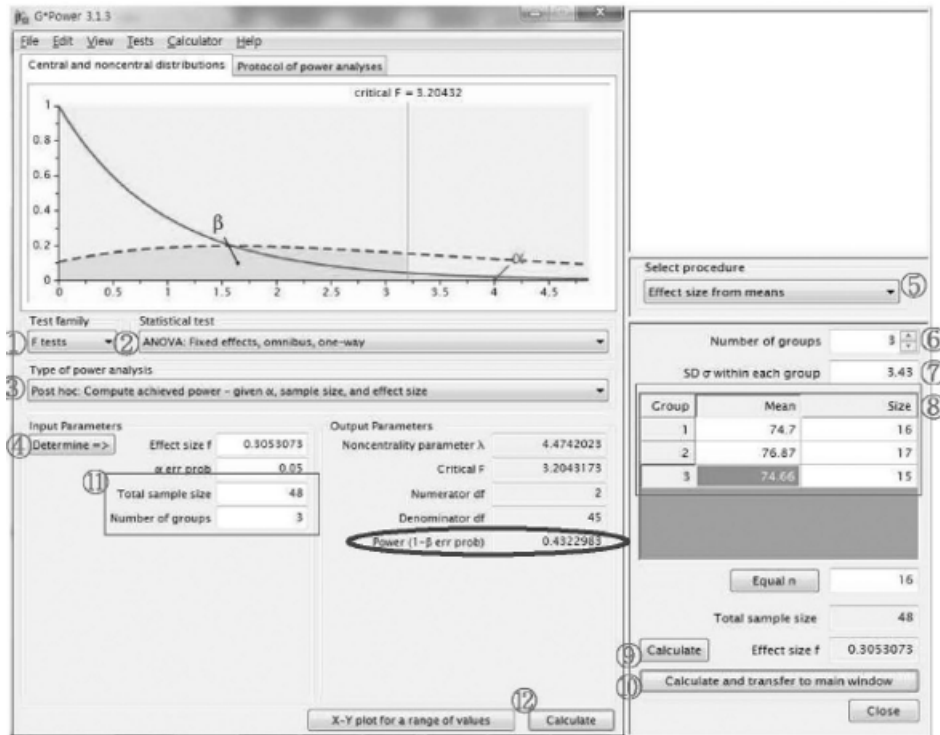 G*Power 3.1.3
File Edit View Tests Calculator Help
Central and noncentral distributions Protocol of power analyses
critical F = 3.20432
1
0.8
0.6
0.4
0.2
0
β
α
0 0.5 1 1.5 2 2.5 3 3.5 4 4.5
Test family Statistical test
① F tests ② ANOVA: Fixed effects, omnibus, one-way
Type of power analysis
③ Post hoc: Compute achieved power – given α, sample size, and effect size
Input Parameters
④ Determine => Effect size f 0.3053073
α err prob 0.05
⑪
Total sample size 48
Number of groups 3
Output Parameters
Noncentrality parameter λ 4.4742023
Critical F 3.2043173
Numerator df 2
Denominator df 45
Power (1-β err prob) 0.4322983
⑫
X-Y plot for a range of values Calculate
Select procedure
Effect size from means ⑤
Number of groups 3 ⑥
SD σ within each group 3.43 ⑦
Group Mean Size ⑧
1 74.7 16
2 76.87 17
3 74.66 15
Equal n 16
Total sample size 48
⑨ Calculate Effect size f 0.3053073
⑩ Calculate and transfer to main window
Close